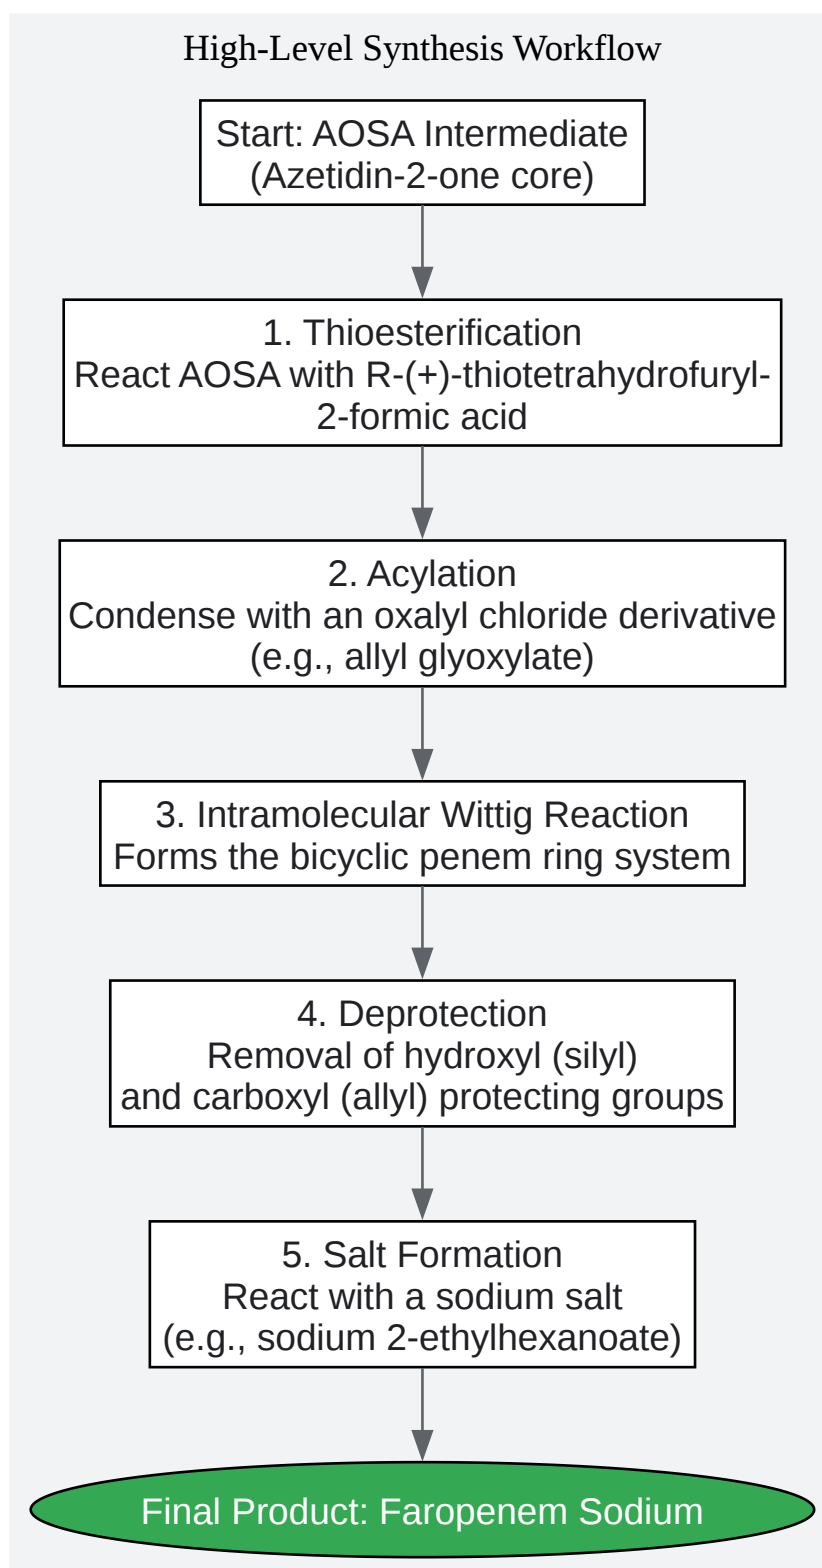 High-Level Synthesis Workflow
Start: AOSA Intermediate
(Azetidin-2-one core)
1. Thioesterification
React AOSA with R-(+)-thiotetrahydrofuryl-
2-formic acid
2. Acylation
Condense with an oxalyl chloride derivative
(e.g., allyl glyoxylate)
3. Intramolecular Wittig Reaction
Forms the bicyclic penem ring system
4. Deprotection
Removal of hydroxyl (silyl)
and carboxyl (allyl) protecting groups
5. Salt Formation
React with a sodium salt
(e.g., sodium 2-ethylhexanoate)
Final Product: Faropenem Sodium